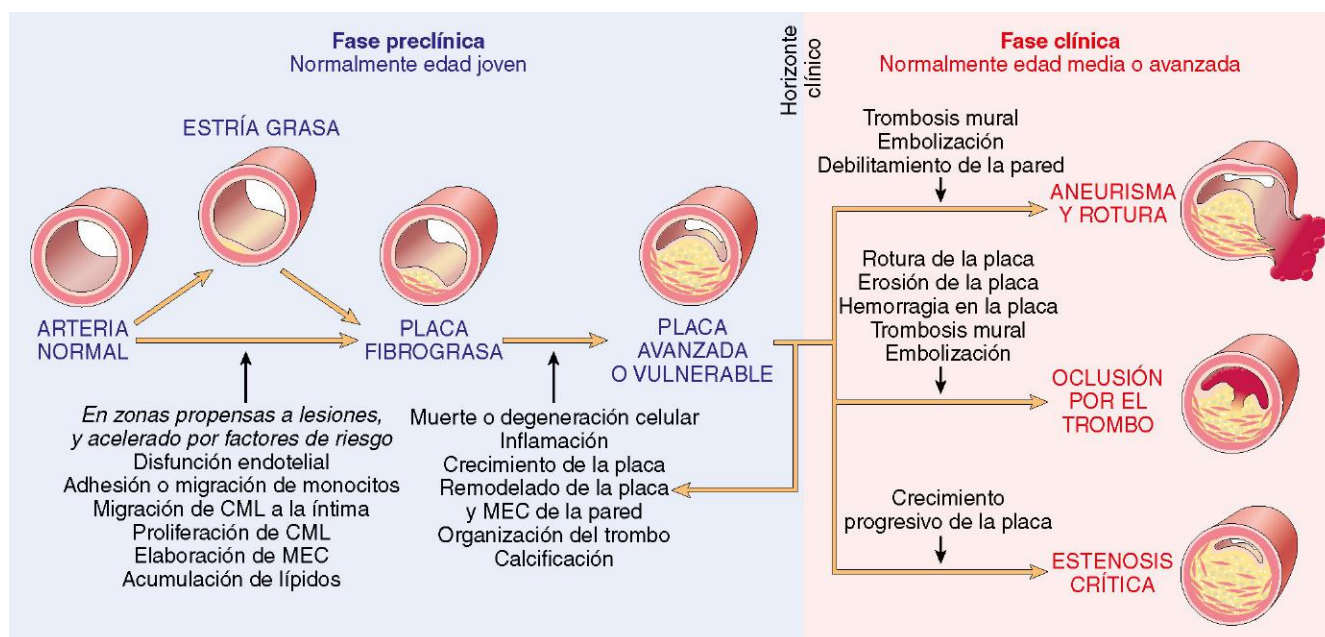 Fase preclínica
Normalmente edad joven
ESTRÍA GRASA
ARTERIA
NORMAL
PLACA
FIBROGRASA
PLACA
AVANZADA
O VULNERABLE
En zonas propensas a lesiones,
y acelerado por factores de riesgo
Disfunción endotelial
Adhesión o migración de monocitos
Migración de CML a la íntima
Proliferación de CML
Elaboración de MEC
Acumulación de lípidos
Muerte o degeneración celular
Inflamación
Crecimiento de la placa
Remodelado de la placa
y MEC de la pared
Organización del trombo
Calcificación
Horizonte
clínico
Fase clínica
Normalmente edad media o avanzada
Trombosis mural
Embolización
Debilitamiento de la pared
ANEURISMA
Y ROTURA
Rotura de la placa
Erosión de la placa
Hemorragia en la placa
Trombosis mural
Embolización
OCLUSIÓN
POR EL
TROMBO
Crecimiento
progresivo de la placa
ESTENOSIS
CRÍTICA